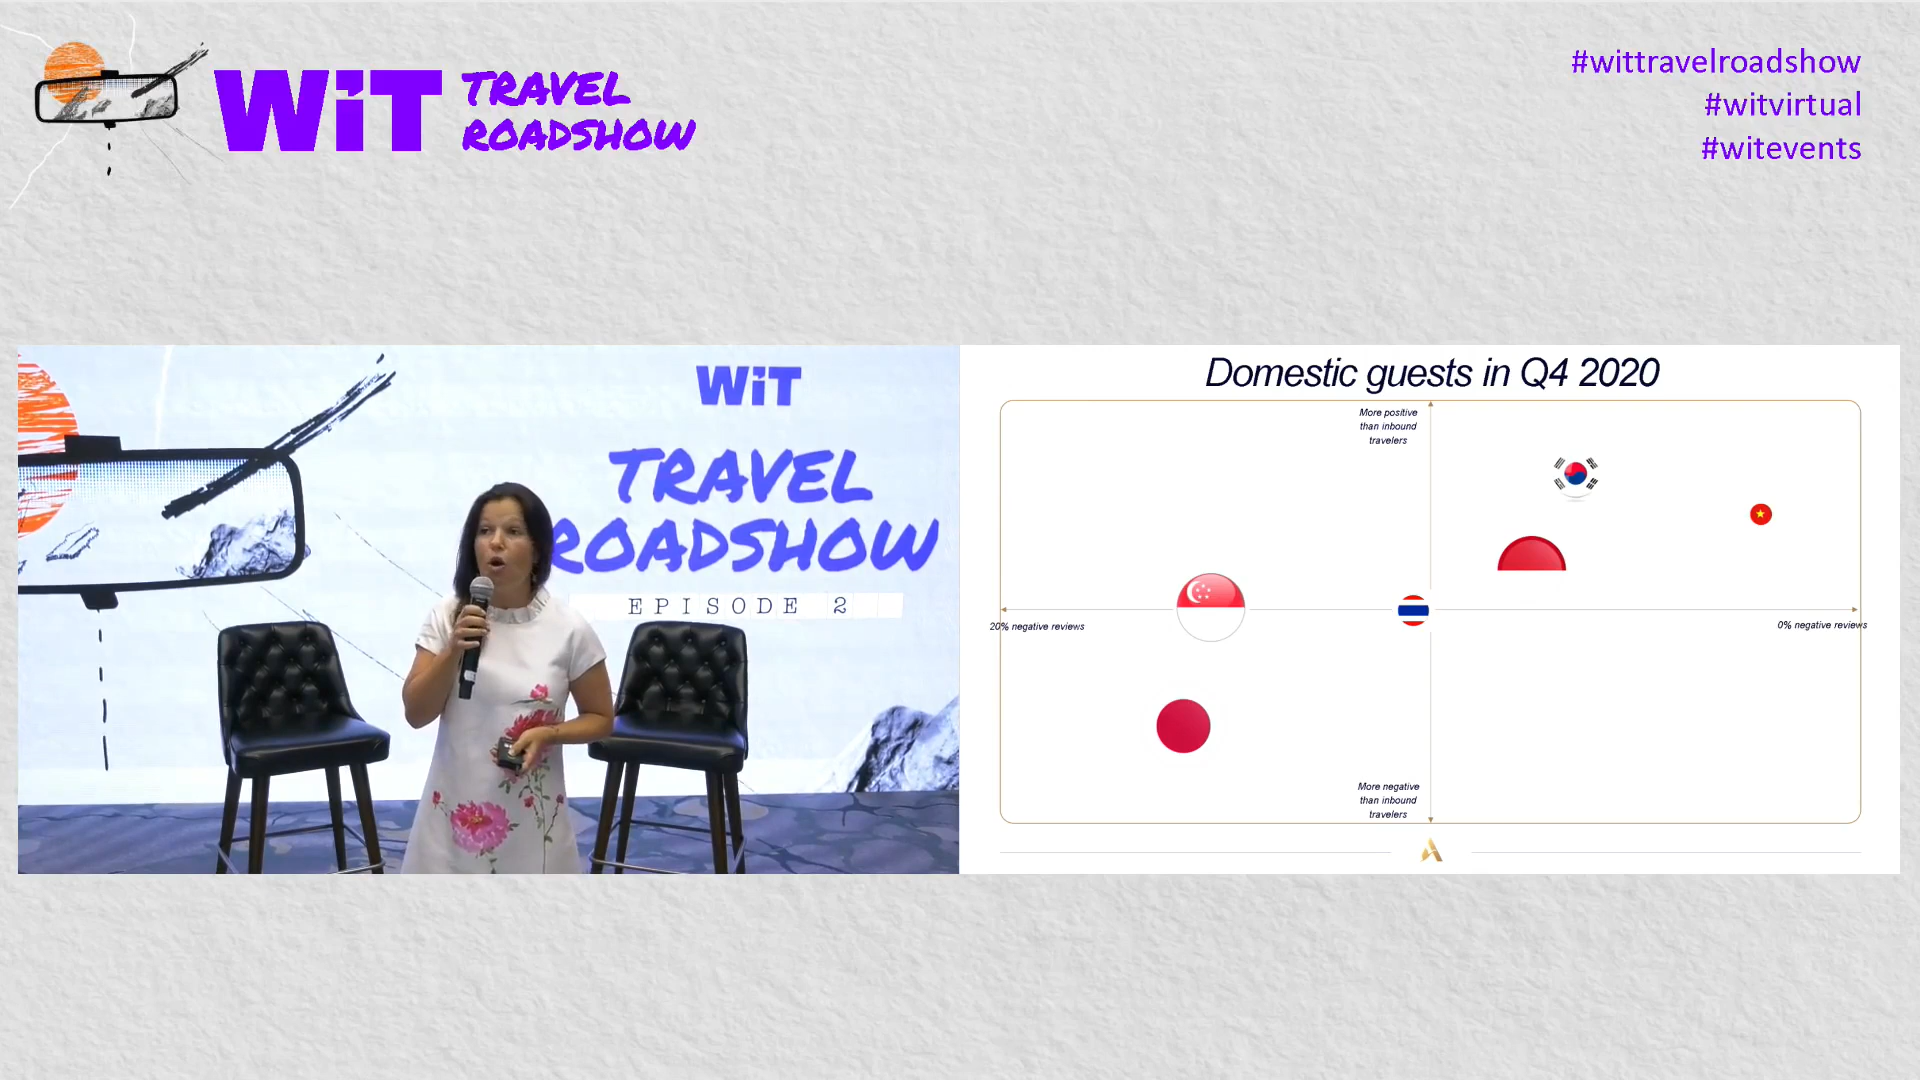 WiT TRAVEL
ROADSHOW
#wittravelroadshow
#witvirtual
#witevents
WiT
TRAVEL
ROADSHOW
EPISODE 2
Domestic guests in Q4 2020
More positive
than inbound
travelers
20% negative reviews
0% negative reviews
More negative
than inbound
travelers